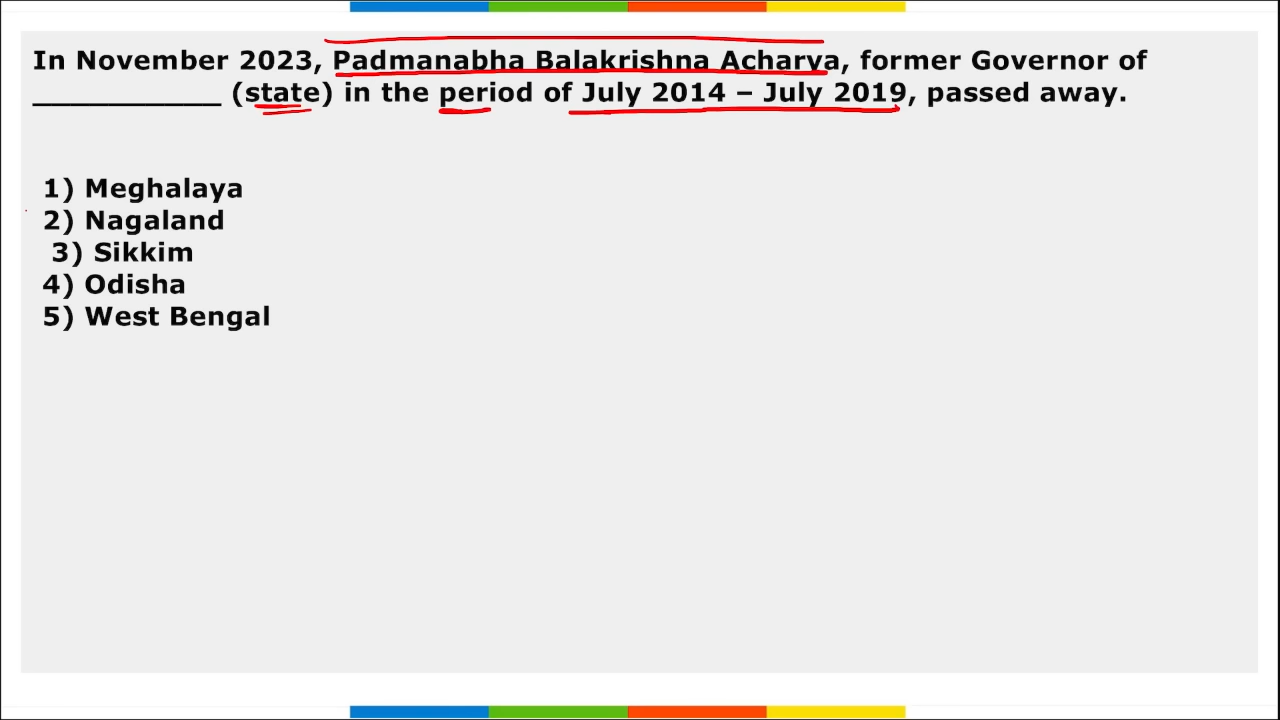 In November 2023, Padmanabha Balakrishna Acharya, former Governor of
___________ (state) in the period of July 2014 – July 2019, passed away.
1) Meghalaya
2) Nagaland
3) Sikkim
4) Odisha
5) West Bengal